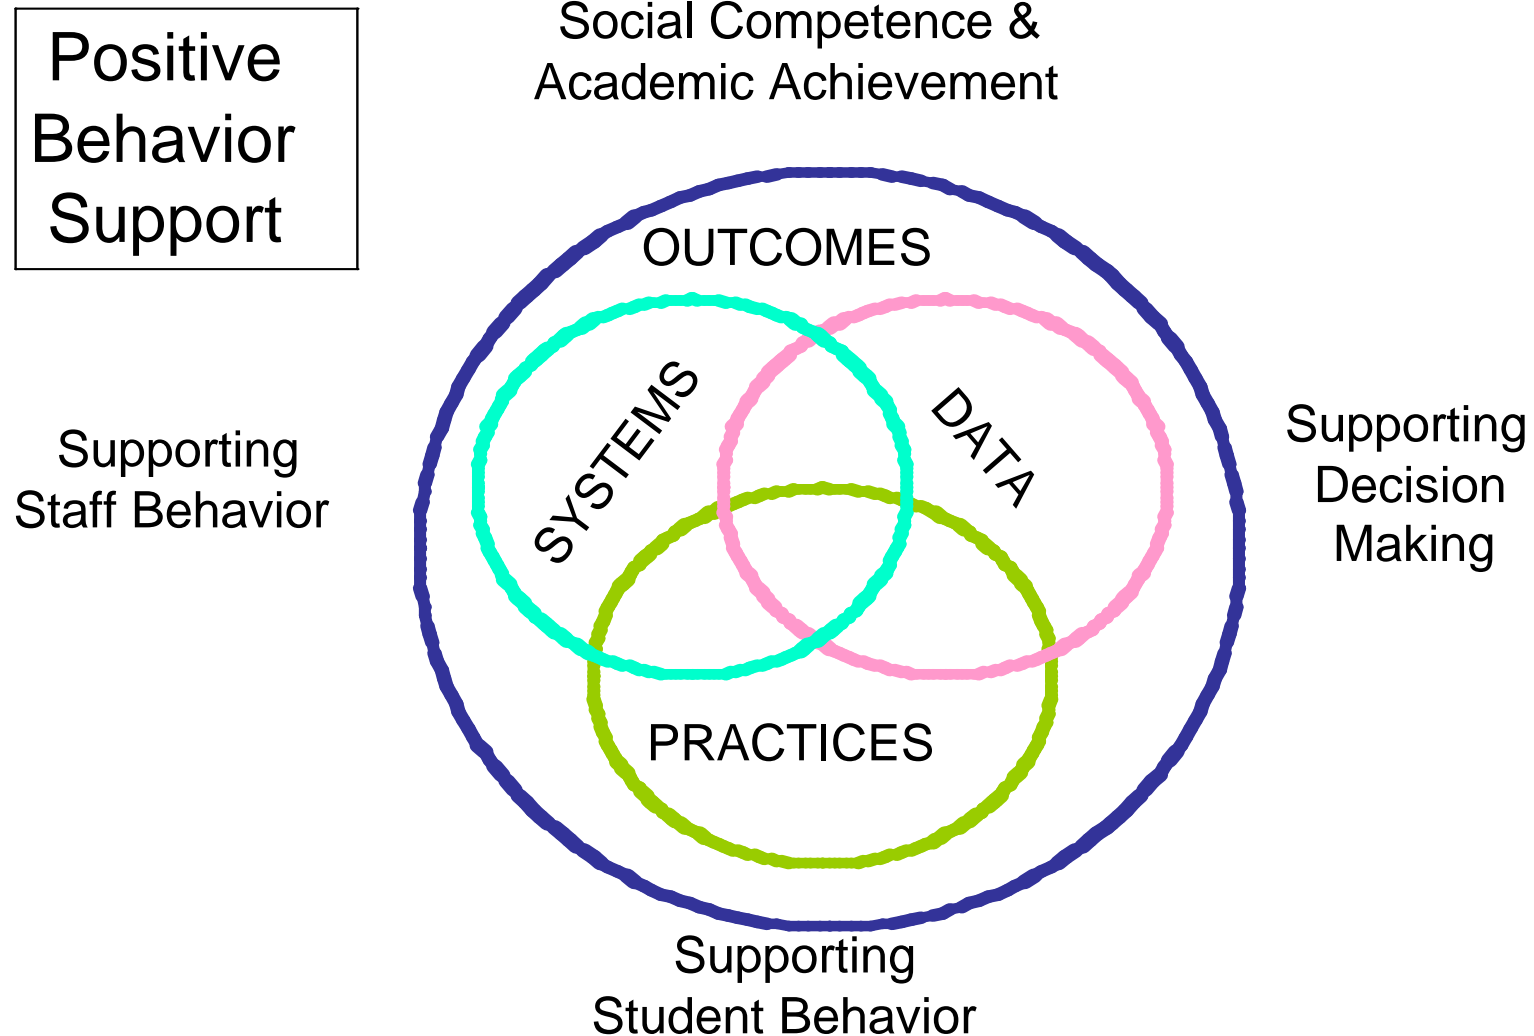 Positive
Behavior
Support
Social Competence &
Academic Achievement
OUTCOMES
SYSTEMS
DATA
Supporting
Staff Behavior
Supporting
Decision
Making
PRACTICES
Supporting
Student Behavior